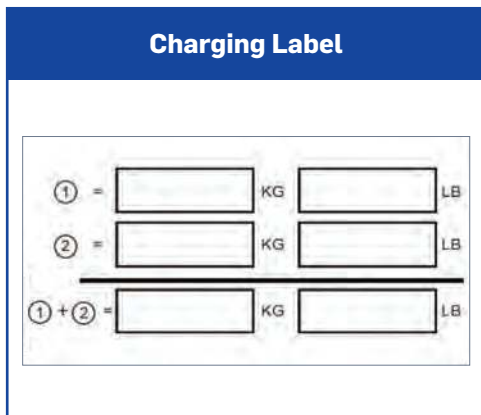 Charging Label
① = KG LB
② = KG LB
① + ② = KG LB